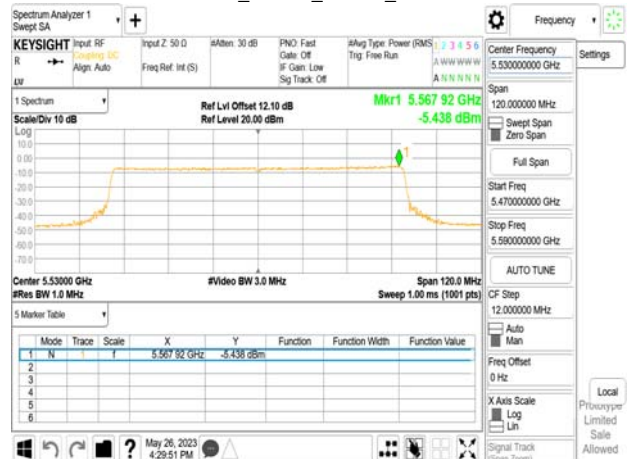 Spectrum Analyzer 1
Swept SA
Frequency
KEYSIGHT
Input: RF
Coupling: DC
Align: Auto
Input Z: 50 Ω
Freq Ref: Int (S)
#Atten: 30 dB
PNO: Fast
Gate: Off
IF Gain: Low
Sig Track: Off
#Avg Type: Power (RMS
Trig: Free Run
1 2 3 4 5 6
A W W W W W
A N N N N N
R
LXI
Center Frequency
5.530000000 GHz
Settings
Span
120.000000 MHz
Swept Span
Zero Span
Full Span
Start Freq
5.470000000 GHz
Stop Freq
5.590000000 GHz
AUTO TUNE
CF Step
12.000000 MHz
Auto
Man
Freq Offset
0 Hz
X Axis Scale
Log
Lin
Signal Track
Local
Prototype
Limited
Sale
Allowed
1 Spectrum
Scale/Div 10 dB
Log
Ref Lvl Offset 12.10 dB
Ref Level 20.00 dBm
Mkr1 5.567 92 GHz
-5.438 dBm
10.0
0.00
-10.0
-20.0
-30.0
-40.0
-50.0
-60.0
-70.0
1
Center 5.53000 GHz
#Res BW 1.0 MHz
#Video BW 3.0 MHz
Span 120.0 MHz
Sweep 1.00 ms (1001 pts)
5 Marker Table
Mode Trace Scale X Y Function Function Width Function Value
1 N 1 f 5.567 92 GHz -5.438 dBm
2
3
4
5
6
?
May 26, 2023
4:29:51 PM